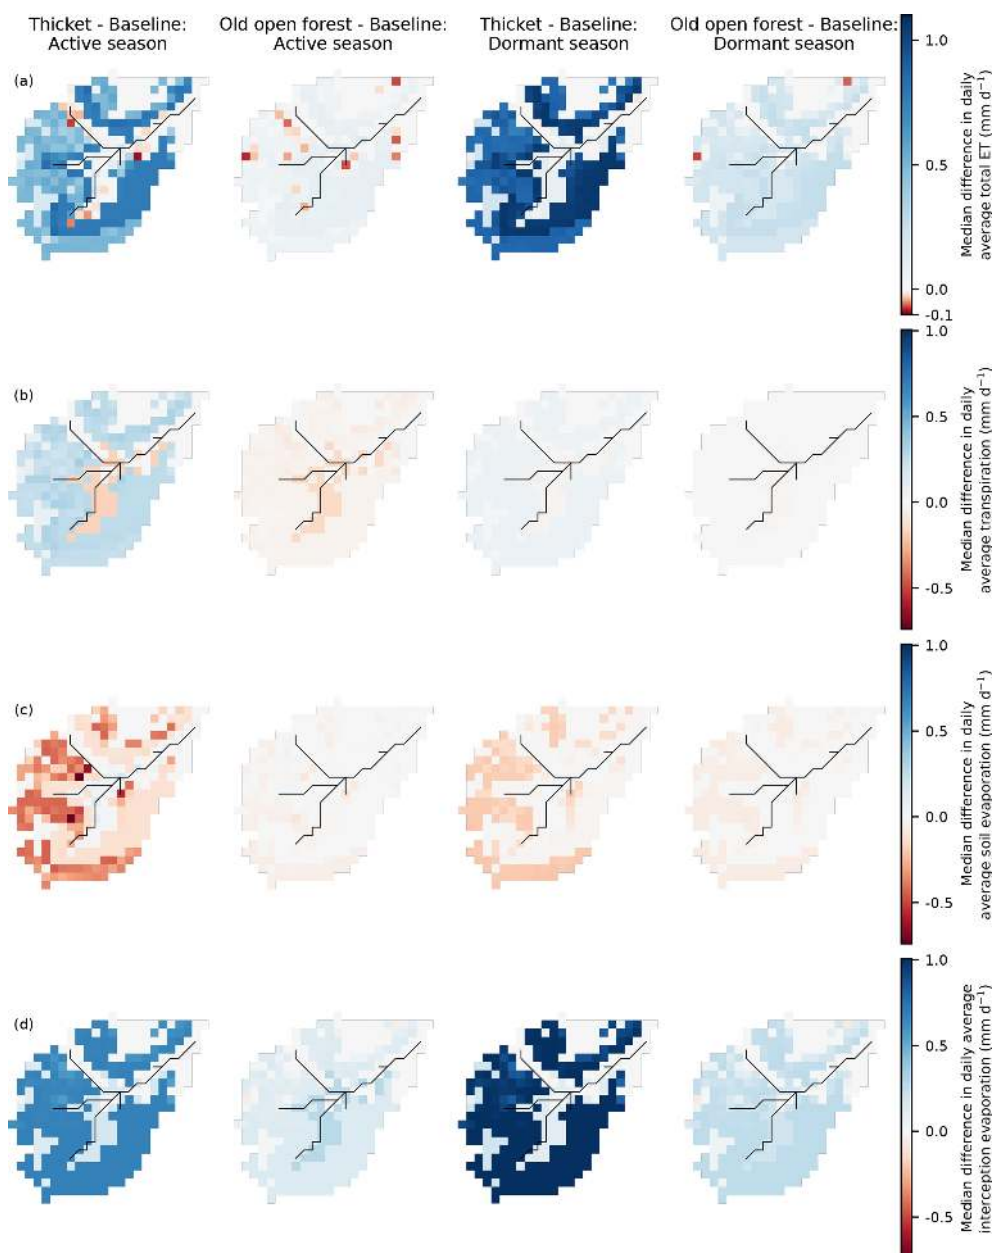 Thicket - Baseline:
Active season
Old open forest - Baseline:
Active season
Thicket - Baseline:
Dormant season
Old open forest - Baseline:
Dormant season
(a)
1.0
0.5
0.0
-0.1
Median difference in daily
average total ET (mm d⁻¹)
(b)
1.0
0.5
0.0
-0.5
Median difference in daily
average transpiration (mm d⁻¹)
(c)
1.0
0.5
0.0
-0.5
Median difference in daily
average soil evaporation (mm d⁻¹)
(d)
1.0
0.5
0.0
-0.5
Median difference in daily average
interception evaporation (mm d⁻¹)